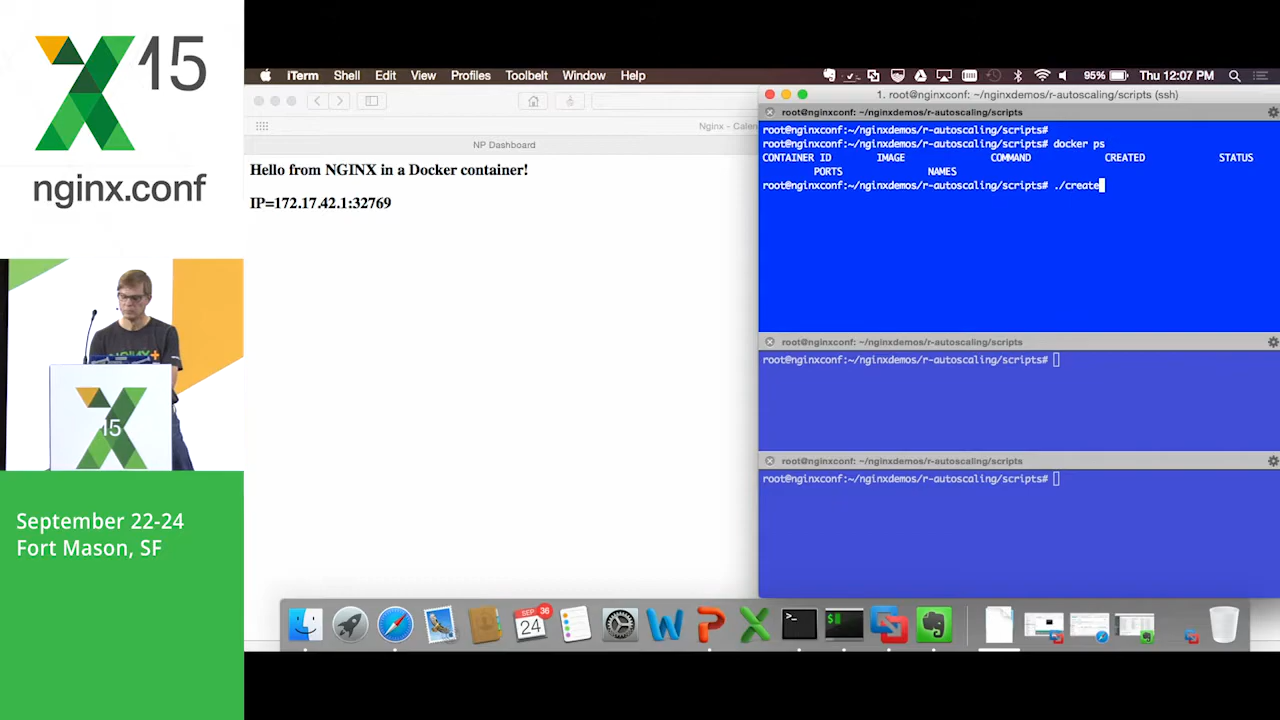 15
nginx.conf
NGINX+
15
September 22-24
Fort Mason, SF
iTerm Shell Edit View Profiles Toolbelt Window Help
95% Thu 12:07 PM
Nginx - Calen
NP Dashboard
Hello from NGINX in a Docker container!
IP=172.17.42.1:32769
1. root@nginxconf: ~/nginxdemos/r-autoscaling/scripts (ssh)
root@nginxconf: ~/nginxdemos/r-autoscaling/scripts
root@nginxconf:~/nginxdemos/r-autoscaling/scripts#
root@nginxconf:~/nginxdemos/r-autoscaling/scripts# docker ps
CONTAINER ID IMAGE COMMAND CREATED STATUS
PORTS NAMES
root@nginxconf:~/nginxdemos/r-autoscaling/scripts# ./create
root@nginxconf: ~/nginxdemos/r-autoscaling/scripts
root@nginxconf:~/nginxdemos/r-autoscaling/scripts#
root@nginxconf: ~/nginxdemos/r-autoscaling/scripts
root@nginxconf:~/nginxdemos/r-autoscaling/scripts#
SEP 36
24